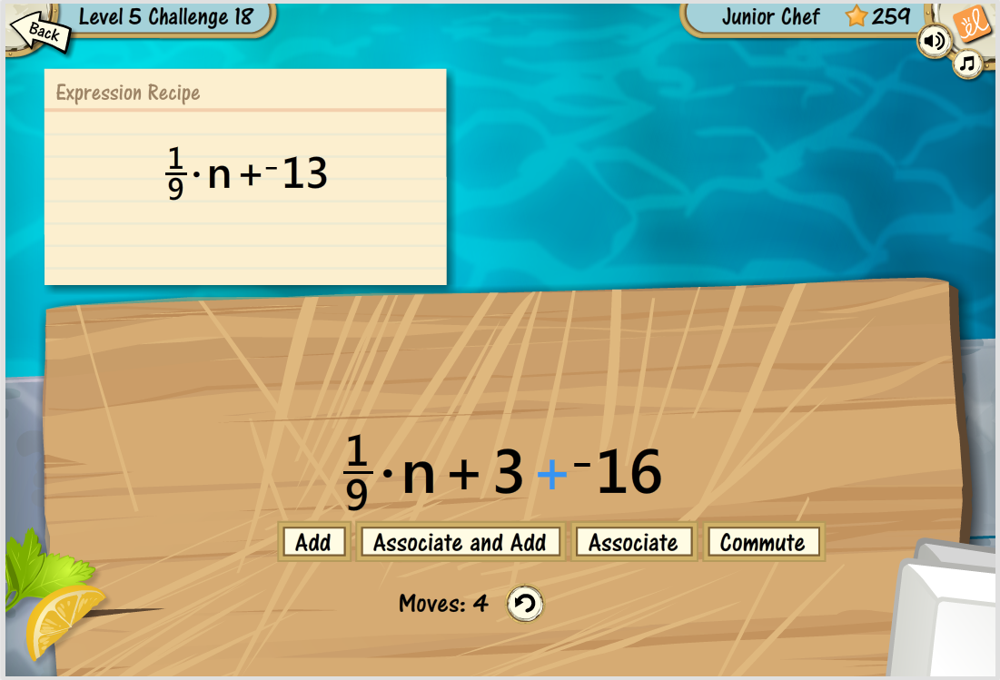 Back
Level 5 Challenge 18
Junior Chef 259
Expression Recipe
1/9 · n + ⁻13
1/9 · n + 3 + ⁻16
Add Associate and Add Associate Commute
Moves: 4